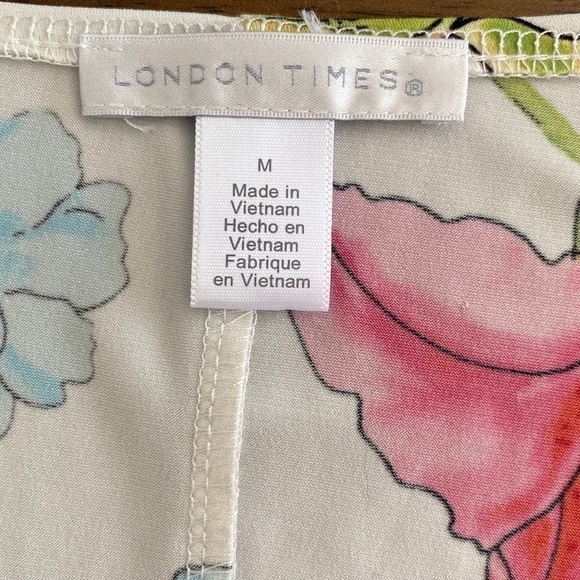 LONDON TIMES®
M
Made in
Vietnam
Hecho en
Vietnam
Fabrique
en Vietnam